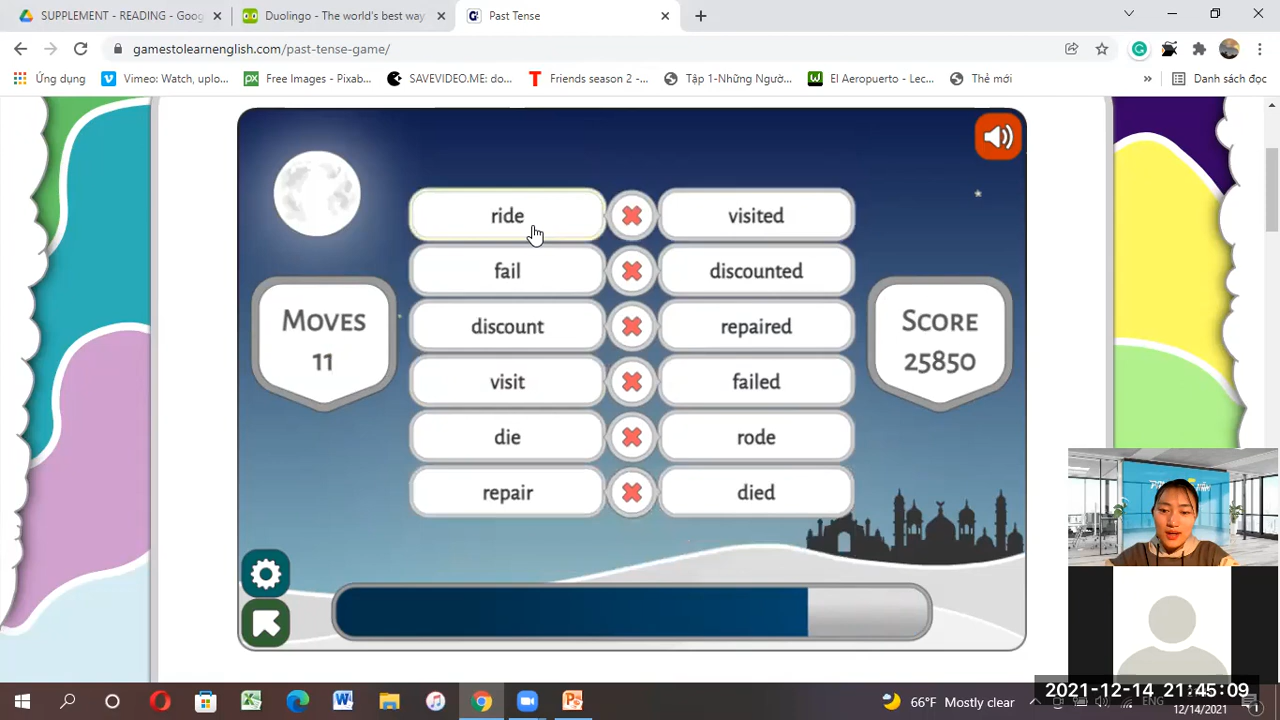 SUPPLEMENT - READING - Goog
Duolingo - The world's best way
Past Tense
gamestolearnenglish.com/past-tense-game/
Ứng dụng
Vimeo: Watch, uplo...
Free Images - Pixab...
SAVEVIDEO.ME: do...
Friends season 2 -...
Tập 1-Những Ngườ...
El Aeropuerto - Lec...
Thẻ mới
»
Danh sách đọc
ride
visited
fail
discounted
discount
repaired
visit
failed
die
rode
repair
died
MOVES
11
SCORE
25850
66°F Mostly clear
ENG
2021-12-14 21:45:09
12/14/2021